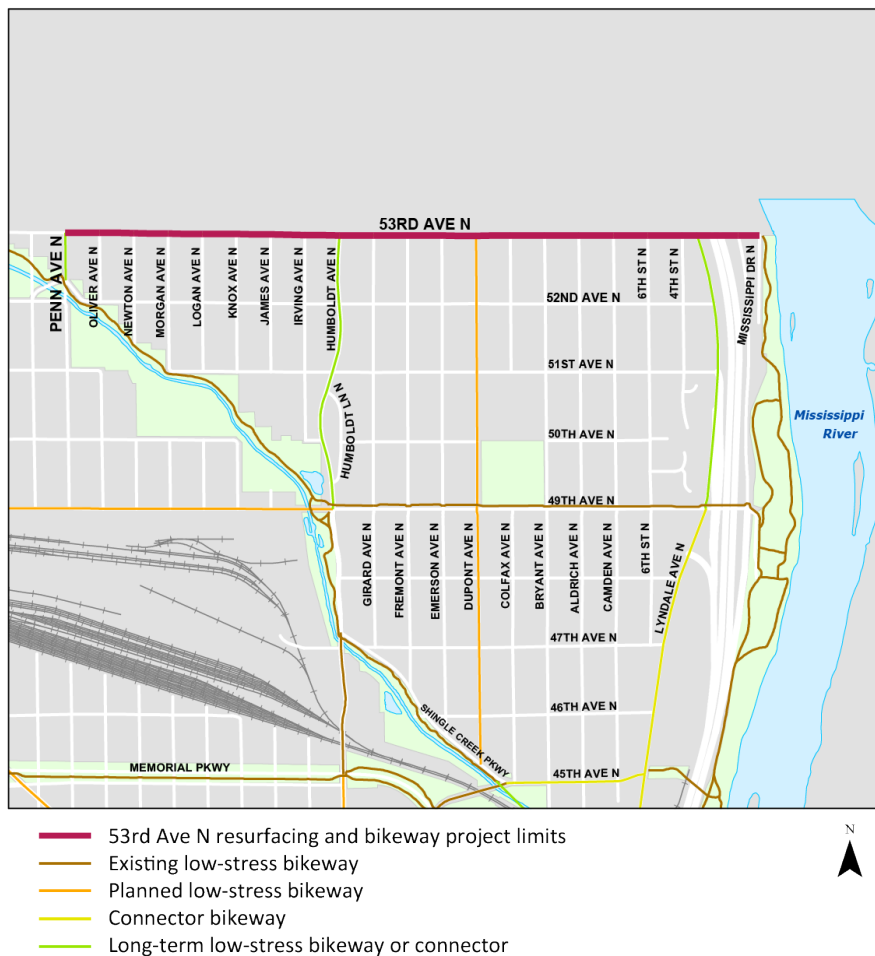 53RD AVE N
PENN AVE N
OLIVER AVE N
NEWTON AVE N
MORGAN AVE N
LOGAN AVE N
KNOX AVE N
JAMES AVE N
IRVING AVE N
HUMBOLDT AVE N
6TH ST N
4TH ST N
MISSISSIPPI DR N
52ND AVE N
51ST AVE N
HUMBOLDT LN N
50TH AVE N
Mississippi
River
49TH AVE N
GIRARD AVE N
FREMONT AVE N
EMERSON AVE N
DUPONT AVE N
COLFAX AVE N
BRYANT AVE N
ALDRICH AVE N
CAMDEN AVE N
6TH ST N
LYNDALE AVE N
47TH AVE N
46TH AVE N
SHINGLE CREEK PKWY
MEMORIAL PKWY
45TH AVE N
53rd Ave N resurfacing and bikeway project limits
Existing low-stress bikeway
Planned low-stress bikeway
Connector bikeway
Long-term low-stress bikeway or connector
N